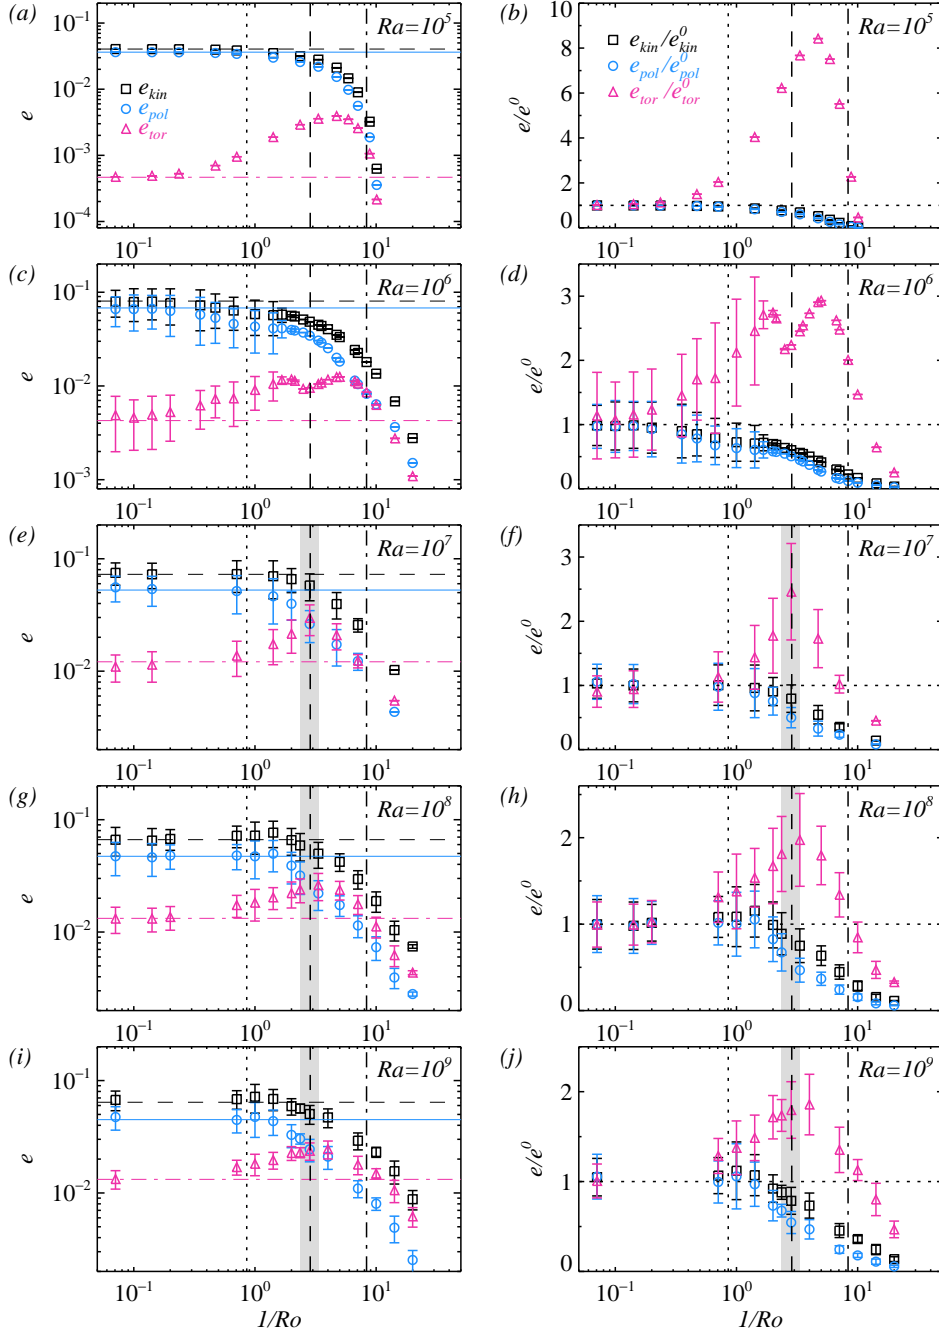 (a)
Ra=10^5
10^-1
10^-2
10^-3
10^-4
e
e_kin
e_pol
e_tor
10^-1
10^0
10^1
(b)
Ra=10^5
10
8
6
4
2
0
e/e^0
e_kin/e^0_kin
e_pol/e^0_pol
e_tor/e^0_tor
10^-1
10^0
10^1
(c)
Ra=10^6
10^-1
10^-2
10^-3
e
10^-1
10^0
10^1
(d)
Ra=10^6
3
2
1
0
e/e^0
10^-1
10^0
10^1
(e)
Ra=10^7
10^-1
10^-2
e
10^-1
10^0
10^1
(f)
Ra=10^7
3
2
1
0
e/e^0
10^-1
10^0
10^1
(g)
Ra=10^8
10^-1
10^-2
e
10^-1
10^0
10^1
(h)
Ra=10^8
2
1
0
e/e^0
10^-1
10^0
10^1
(i)
Ra=10^9
10^-1
10^-2
e
10^-1
10^0
10^1
1/Ro
(j)
Ra=10^9
2
1
0
e/e^0
10^-1
10^0
10^1
1/Ro